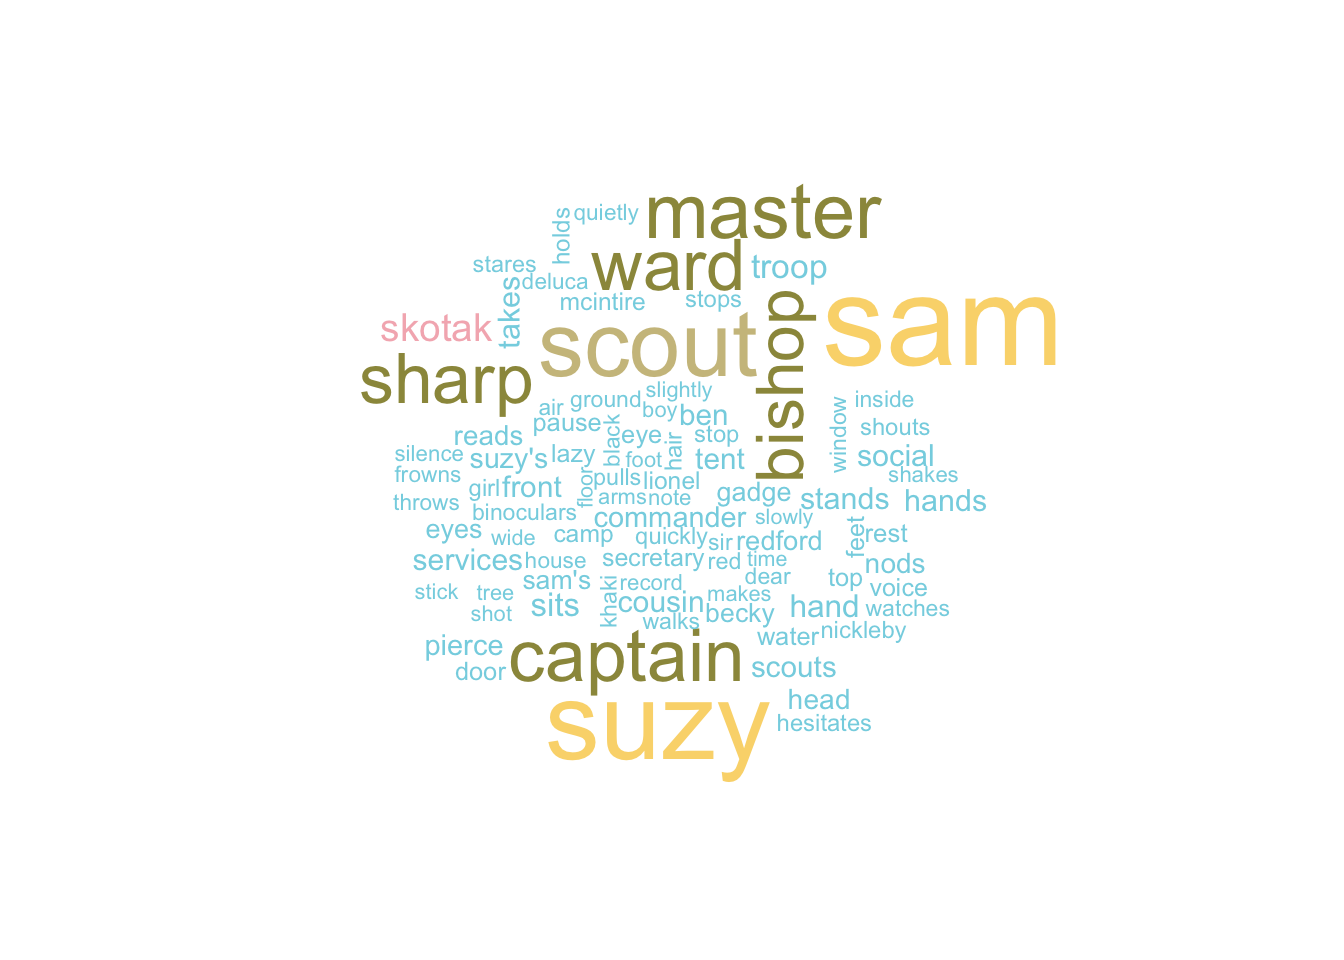 quietly
master
holds
ward
troop
stares
deluca
mcintire
stops
takes
sam
skotak
scout
bishop
sharp
slightly
inside
air
ground
boy
ben
window
shouts
pause
black
eye
hair
stop
reads
silence
suzy's
lazy
foot
tent
social
frowns
floor
pulls
lionel
shakes
girl
front
arms
note
gadge
stands
hands
throws
binoculars
commander
slowly
eyes
wide
camp
quickly
sir
redford
feet
rest
services
house
secretary
red
time
nods
stick
tree
sam's
khaki
record
dear
top
voice
makes
shot
sits
cousin
becky
hand
watches
walks
pierce
captain
water
nickleby
door
scouts
suzy
head
hesitates